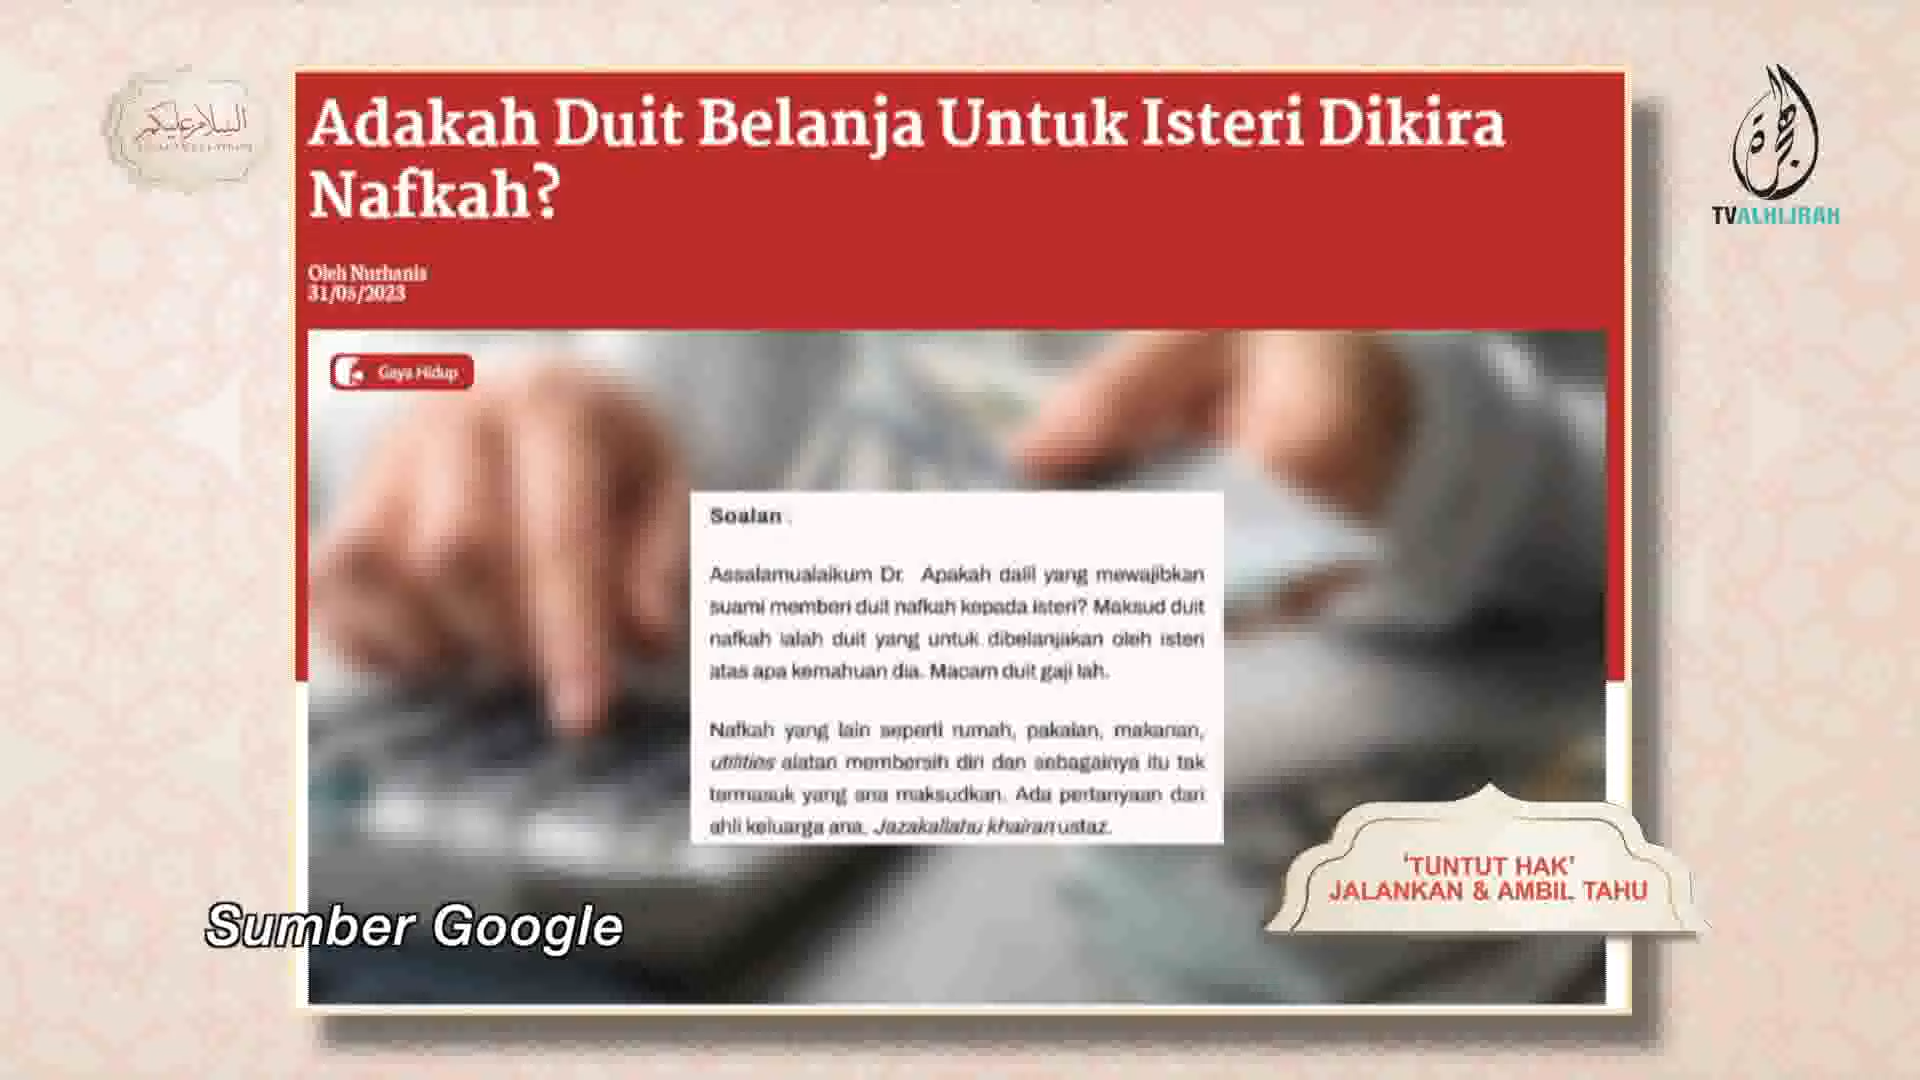 السلام عليكم
Adakah Duit Belanja Untuk Isteri Dikira
Nafkah?
هجرة
TVALHIJRAH
Oleh Nurhanis
31/05/2023
Gaya Hidup
Soalan :
Assalamualaikum Dr. Apakah dalil yang mewajibkan
suami memberi duit nafkah kepada isteri? Maksud duit
nafkah ialah duit yang untuk dibelanjakan oleh isteri
atas apa kemahuan dia. Macam duit gaji lah.
Nafkah yang lain seperti rumah, pakaian, makanan,
utilities alatan membersih diri dan sebagainya itu tak
termasuk yang ana maksudkan. Ada pertanyaan dari
ahli keluarga ana. Jazakallahu khairan ustaz.
'TUNTUT HAK'
JALANKAN & AMBIL TAHU
Sumber Google